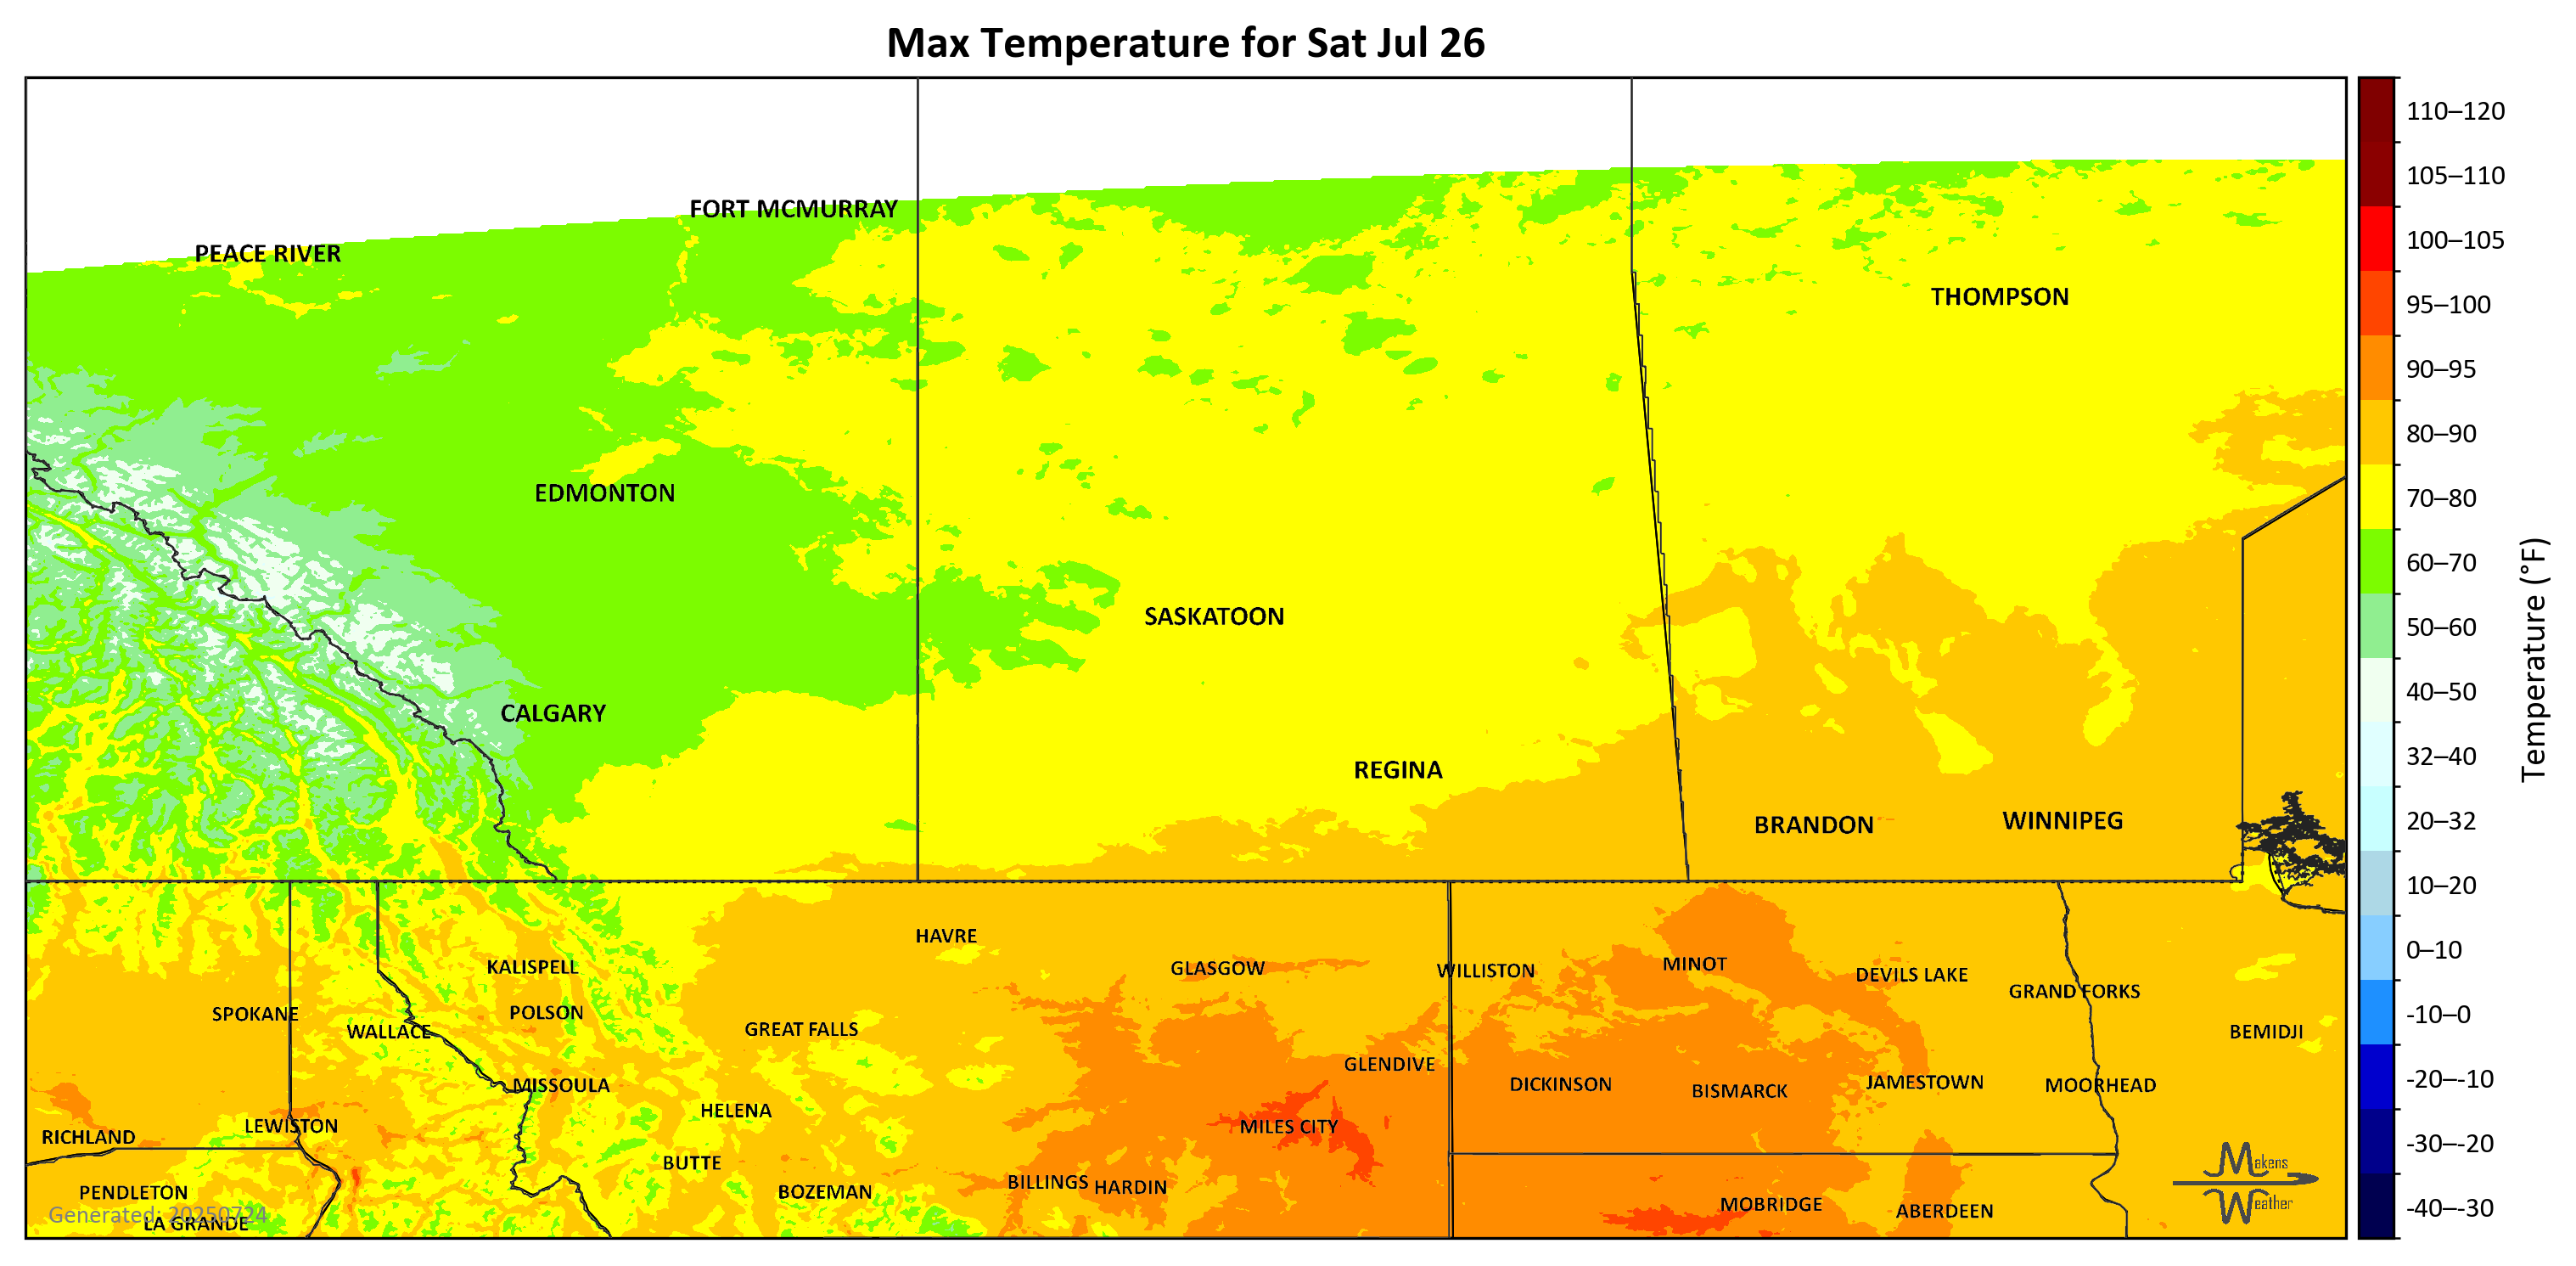 Max Temperature for Sat Jul 26
FORT MCMURRAY
PEACE RIVER
THOMPSON
EDMONTON
SASKATOON
CALGARY
REGINA
BRANDON
WINNIPEG
HAVRE
KALISPELL
GLASGOW
WILLISTON
MINOT
DEVILS LAKE
GRAND FORKS
SPOKANE
POLSON
WALLACE
GREAT FALLS
BEMIDJI
GLENDIVE
MISSOULA
DICKINSON
BISMARCK
JAMESTOWN
MOORHEAD
HELENA
LEWISTON
MILES CITY
RICHLAND
BUTTE
BILLINGS
HARDIN
PENDLETON
BOZEMAN
MOBRIDGE
ABERDEEN
Generated: 20250724
LA GRANDE
Makens
Weather
110–120
105–110
100–105
95–100
90–95
80–90
70–80
60–70
50–60
40–50
32–40
20–32
10–20
0–10
-10–0
-20–-10
-30–-20
-40–-30
Temperature (°F)